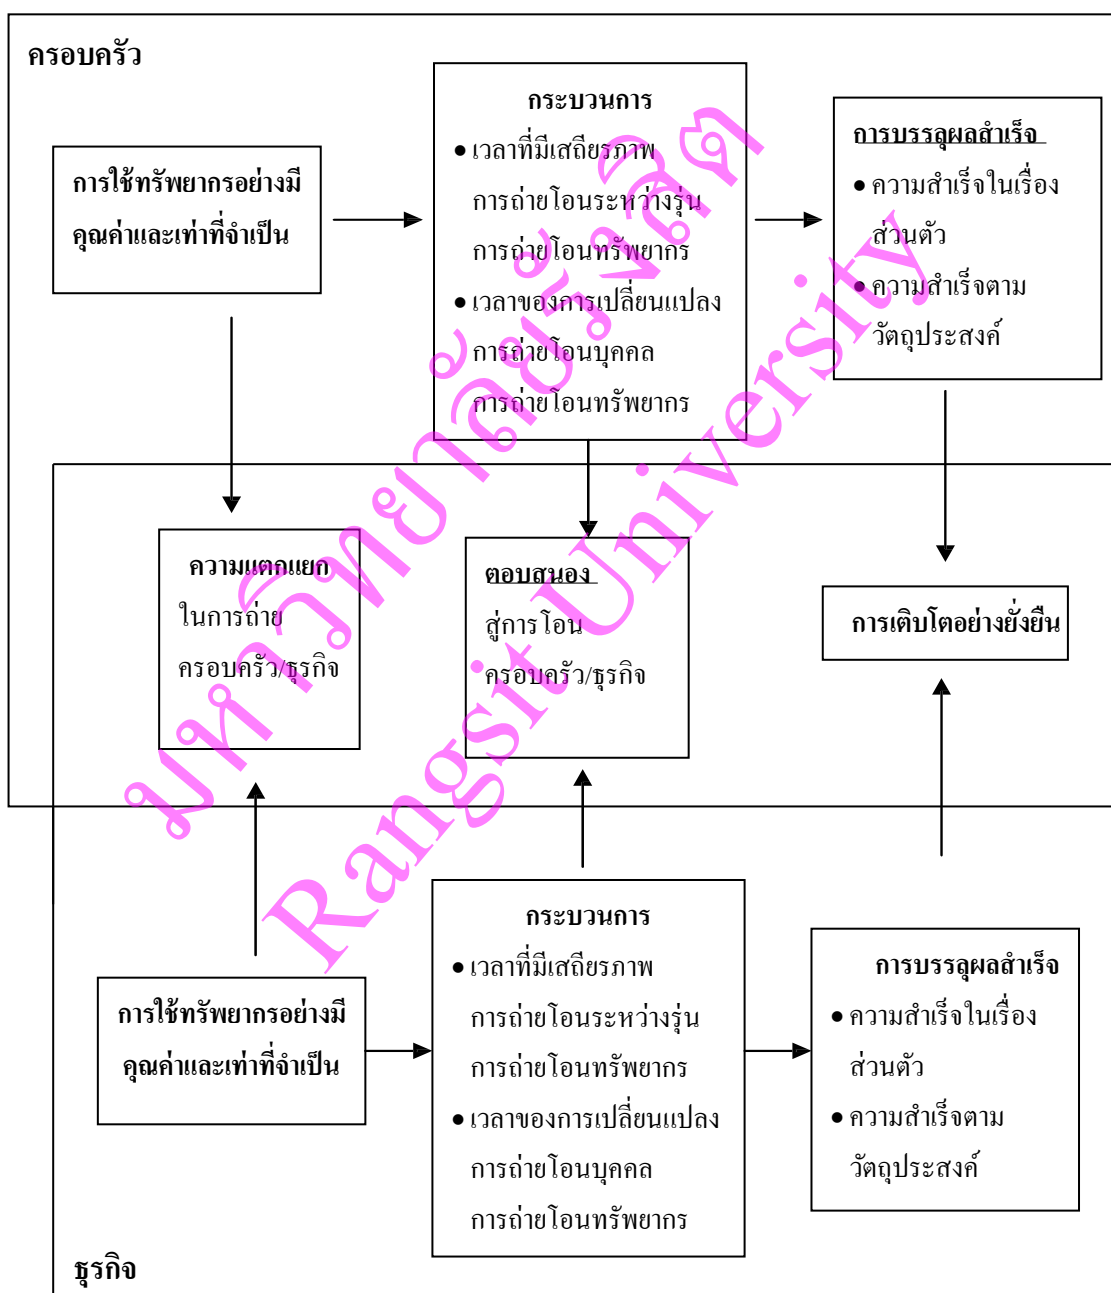 ครอบครัว
การใช้ทรัพยากรอย่างมี
คุณค่าและเท่าที่จำเป็น
กระบวนการ
• เวลาที่มีเสถียรภาพ
การถ่ายโอนระหว่างรุ่น
การถ่ายโอนทรัพยากร
• เวลาของการเปลี่ยนแปลง
การถ่ายโอนบุคคล
การถ่ายโอนทรัพยากร
การบรรลุผลสำเร็จ
• ความสำเร็จในเรื่อง
ส่วนตัว
• ความสำเร็จตาม
วัตถุประสงค์
ความแตกแยก
ในการถ่าย
ครอบครัว/ธุรกิจ
ตอบสนอง
สู่การโอน
ครอบครัว/ธุรกิจ
การเติบโตอย่างยั่งยืน
การใช้ทรัพยากรอย่างมี
คุณค่าและเท่าที่จำเป็น
กระบวนการ
• เวลาที่มีเสถียรภาพ
การถ่ายโอนระหว่างรุ่น
การถ่ายโอนทรัพยากร
• เวลาของการเปลี่ยนแปลง
การถ่ายโอนบุคคล
การถ่ายโอนทรัพยากร
การบรรลุผลสำเร็จ
• ความสำเร็จในเรื่อง
ส่วนตัว
• ความสำเร็จตาม
วัตถุประสงค์
ธุรกิจ
มหาวิทยาลัยรังสิต
Rangsit University